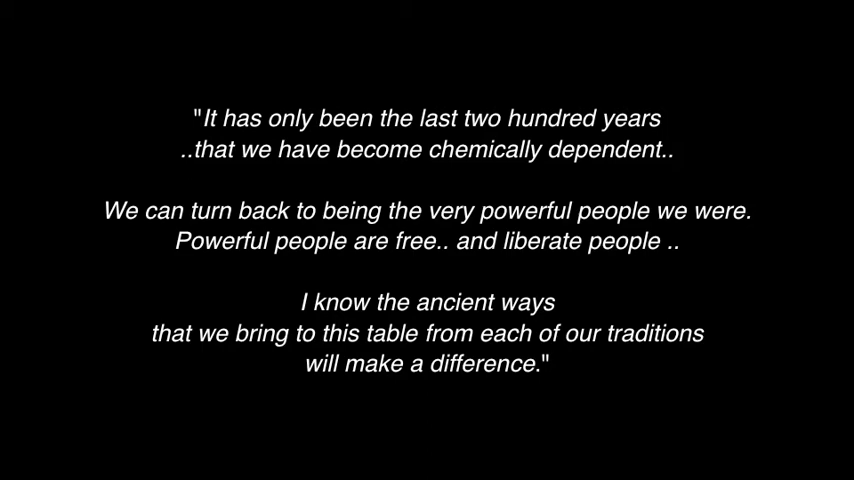 "It has only been the last two hundred years
..that we have become chemically dependent..
We can turn back to being the very powerful people we were.
Powerful people are free.. and liberate people ..
I know the ancient ways
that we bring to this table from each of our traditions
will make a difference."